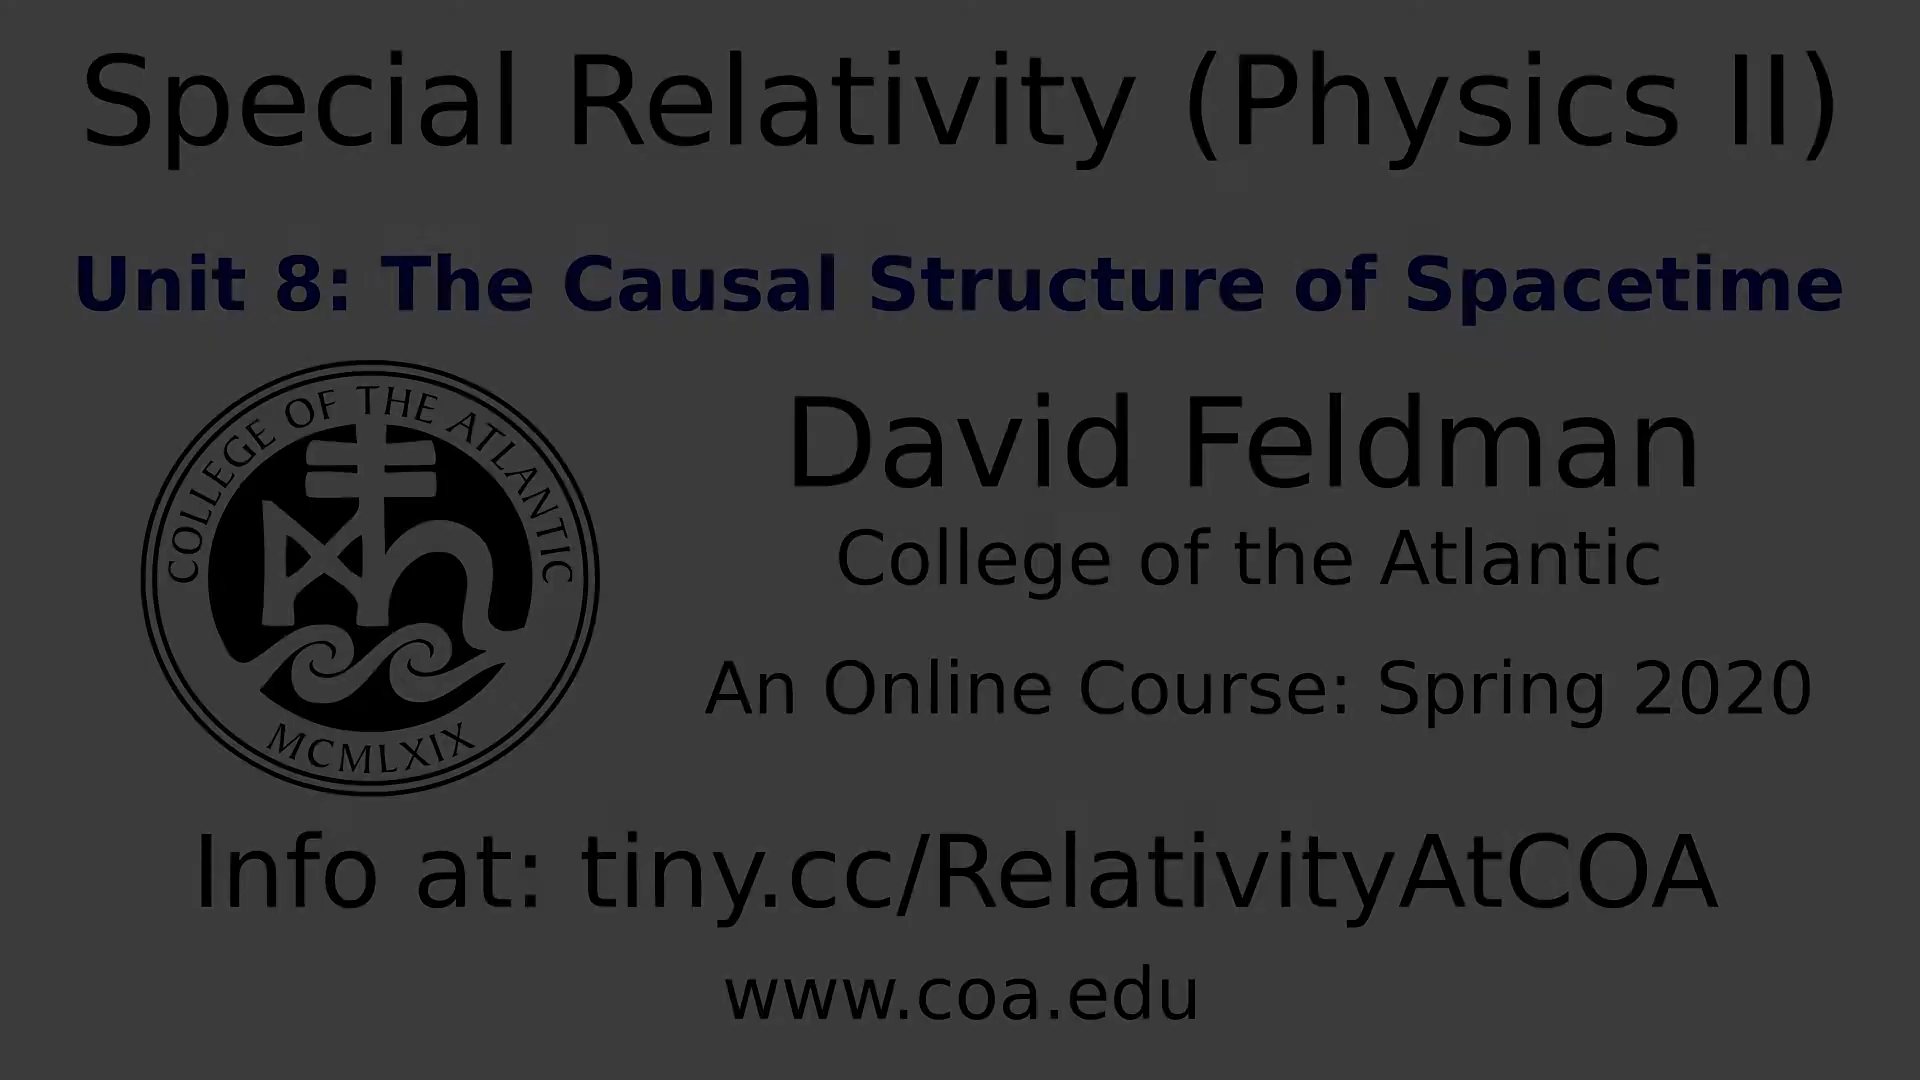 Special Relativity (Physics II)
Unit 8: The Causal Structure of Spacetime
COLLEGE OF THE ATLANTIC
MCMLXIX
David Feldman
College of the Atlantic
An Online Course: Spring 2020
Info at: tiny.cc/RelativityAtCOA
www.coa.edu